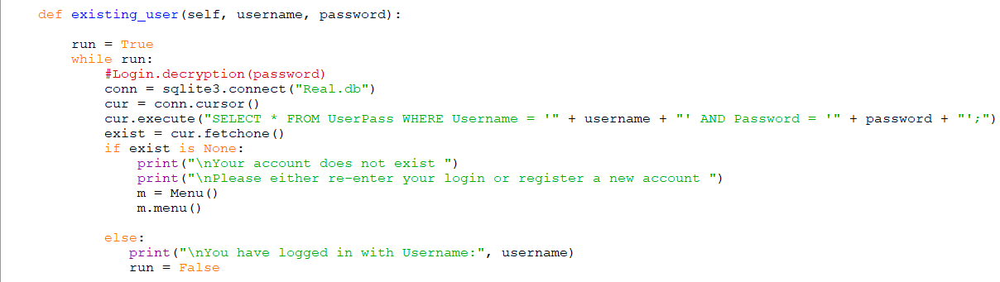 def existing_user(self, username, password):
run = True
while run:
#Login.decryption(password)
conn = sqlite3.connect("Real.db")
cur = conn.cursor()
cur.execute("SELECT * FROM UserPass WHERE Username = '" + username + "' AND Password = '" + password + "';")
exist = cur.fetchone()
if exist is None:
print("\nYour account does not exist ")
print("\nPlease either re-enter your login or register a new account ")
m = Menu()
m.menu()
else:
print("\nYou have logged in with Username:", username)
run = False